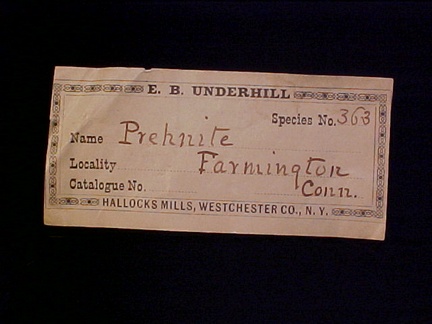 E. B. UNDERHILL
Species No. 363
Name Prehnite
Locality Farmington
Catalogue No. Conn.
HALLOCKS MILLS, WESTCHESTER CO., N. Y.